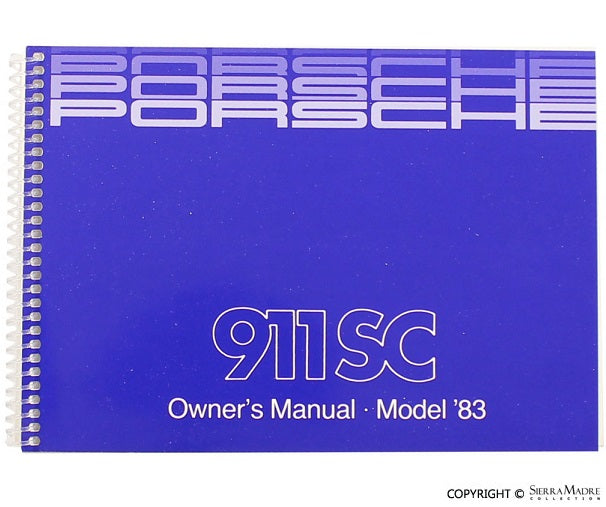 PORSCHE
PORSCHE
PORSCHE
911SC
Owner's Manual · Model '83
COPYRIGHT © SIERRA MADRE
COLLECTION